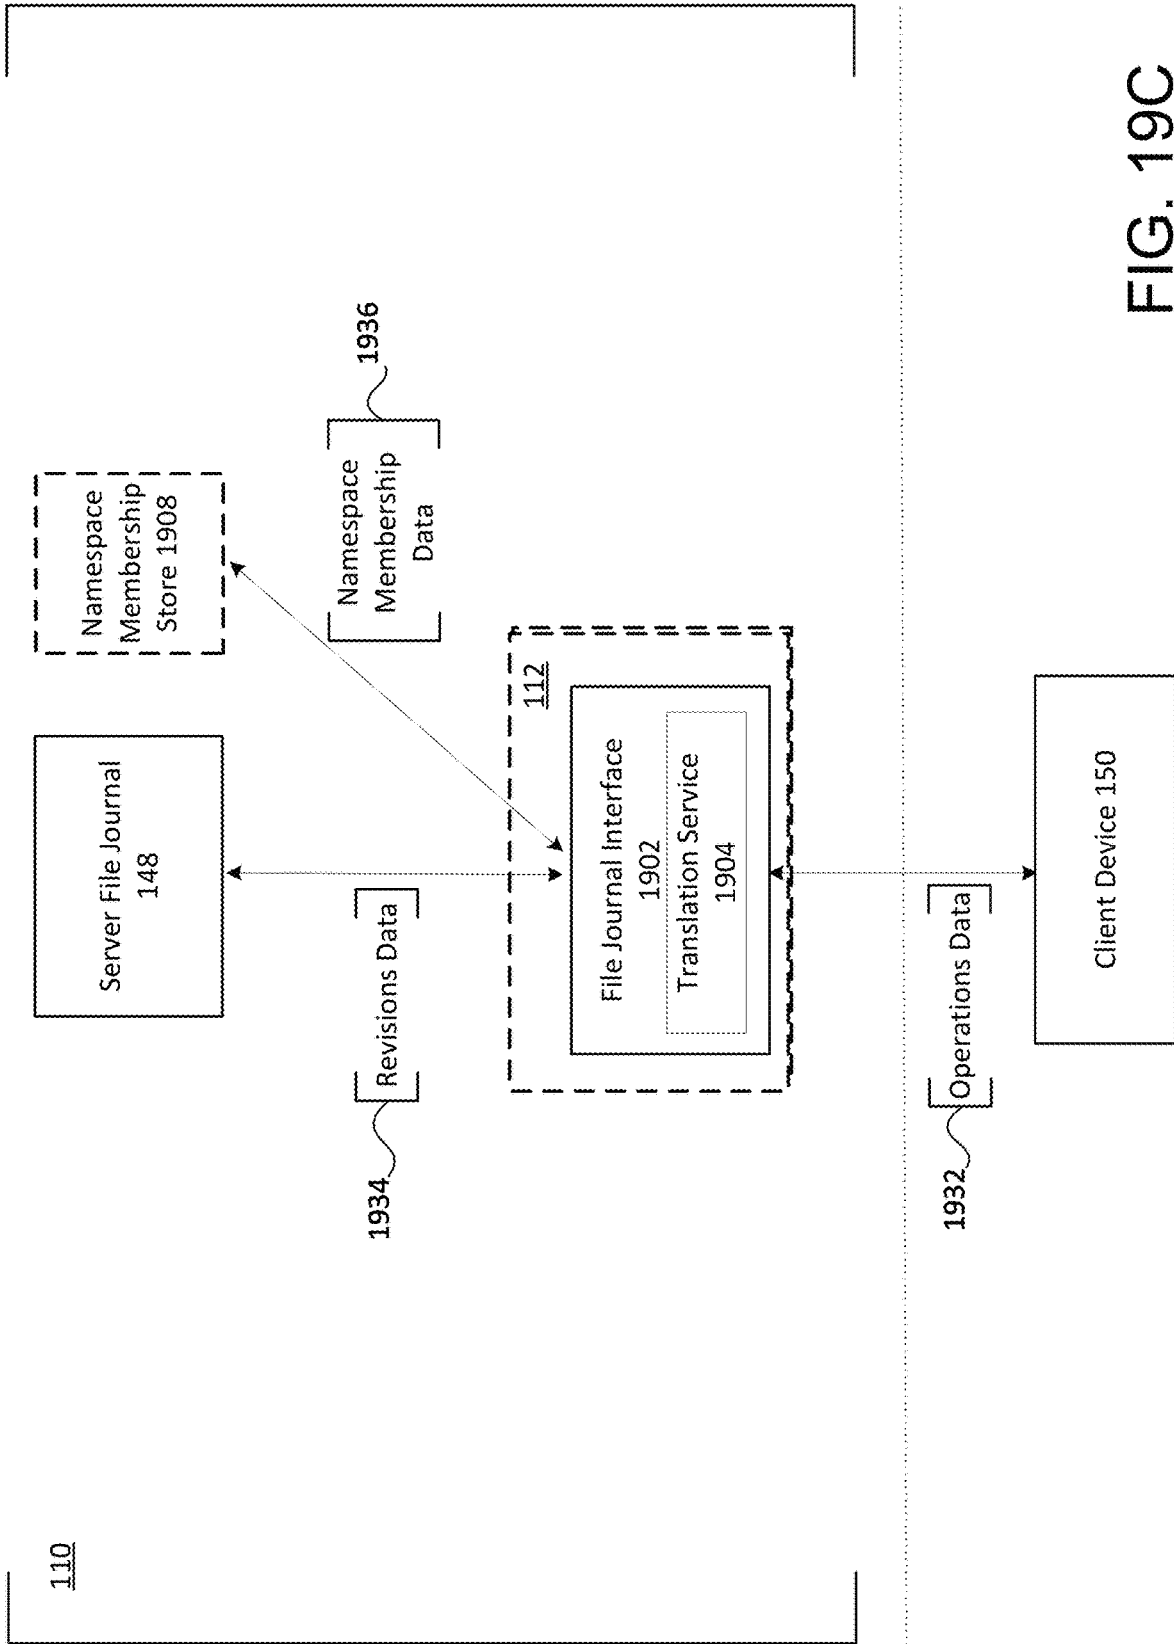 110
Server File Journal
148
Namespace
Membership
Store 1908
1934
Revisions Data
Namespace
Membership
Data
1936
112
File Journal Interface
1902
Translation Service
1904
1932
Operations Data
Client Device 150
FIG. 19C